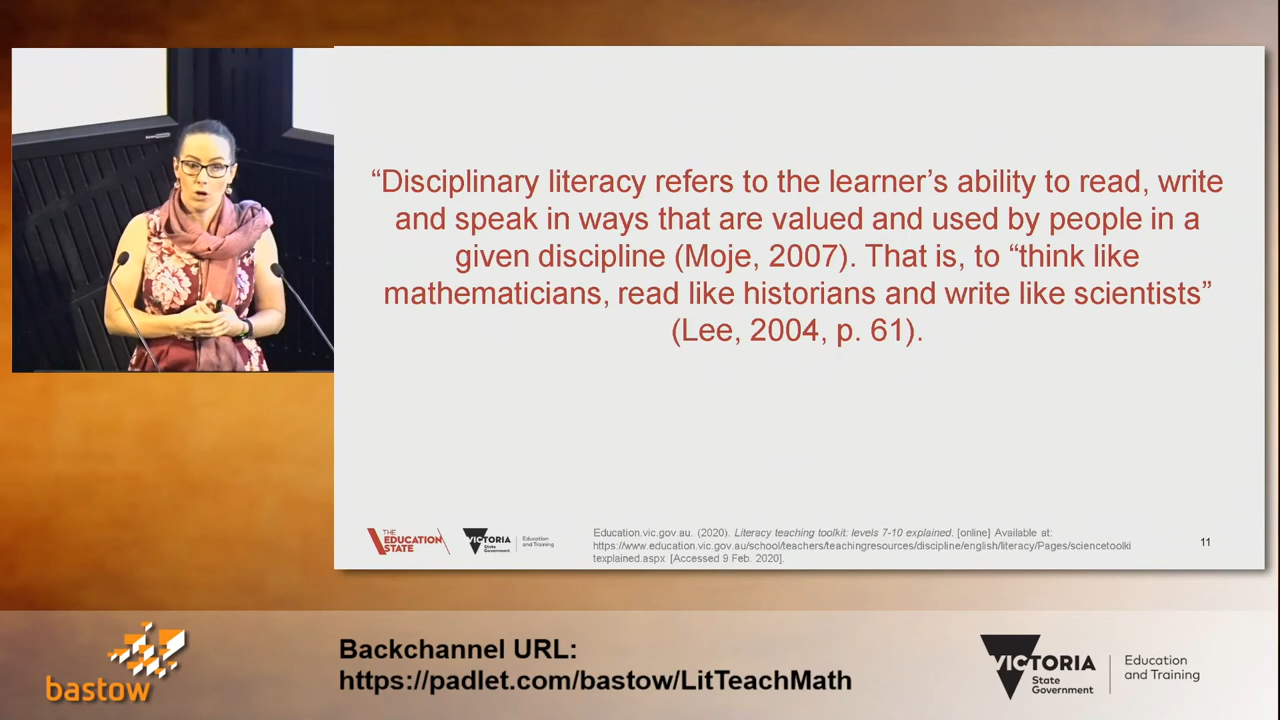 “Disciplinary literacy refers to the learner’s ability to read, write
and speak in ways that are valued and used by people in a
given discipline (Moje, 2007). That is, to “think like
mathematicians, read like historians and write like scientists”
(Lee, 2004, p. 61).
THE
EDUCATION
STATE
VICTORIA
State
Government
Education
and Training
Education.vic.gov.au. (2020). Literacy teaching toolkit: levels 7-10 explained. [online] Available at:
https://www.education.vic.gov.au/school/teachers/teachingresources/discipline/english/literacy/Pages/sciencetoolki
texplained.aspx [Accessed 9 Feb. 2020].
11
bastow
Backchannel URL:
https://padlet.com/bastow/LitTeachMath
VICTORIA
State
Government
Education
and Training